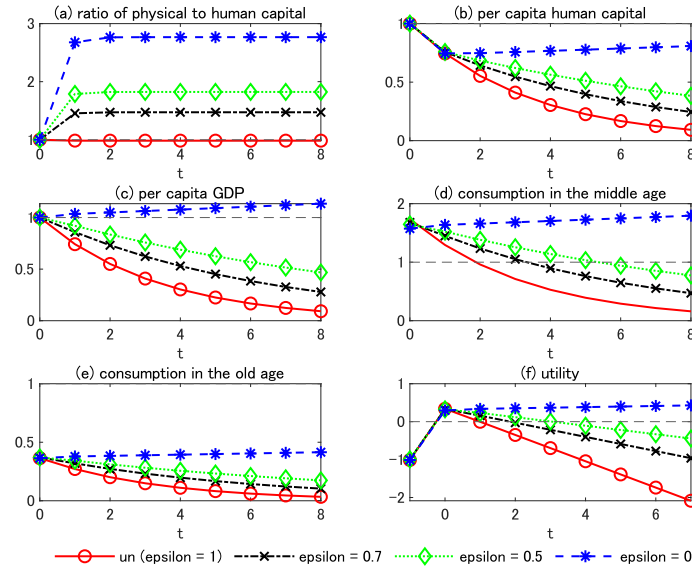 (a) ratio of physical to human capital
3
2
1
0 2 4 6 8
t
(b) per capita human capital
1
0.5
0
0 2 4 6 8
t
(c) per capita GDP
1
0.5
0
0 2 4 6 8
t
(d) consumption in the middle age
2
1
0
0 2 4 6 8
t
(e) consumption in the old age
1
0.5
0
0 2 4 6 8
t
(f) utility
1
0
-1
-2
0 2 4 6
t
un (epsilon = 1) epsilon = 0.7 epsilon = 0.5 epsilon = 0